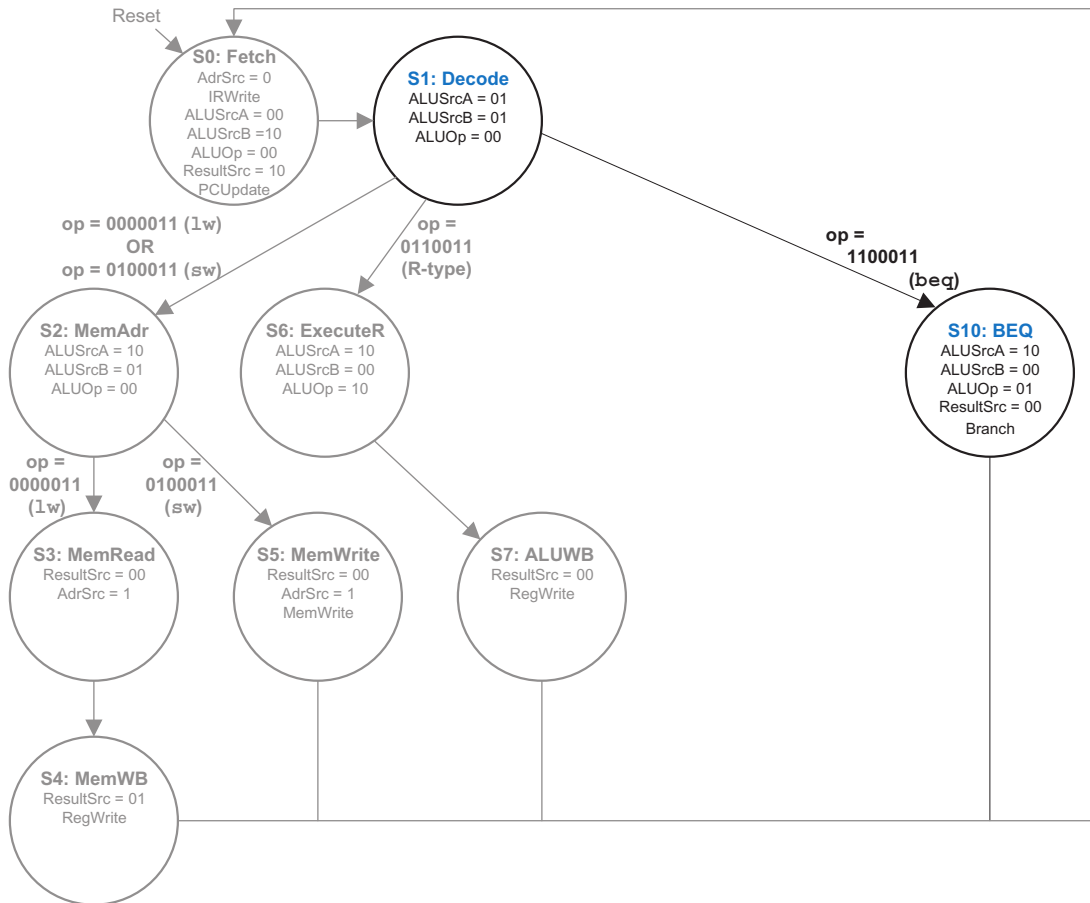 Reset
S0: Fetch
AdrSrc = 0
IRWrite
ALUSrcA = 00
ALUSrcB =10
ALUOp = 00
ResultSrc = 10
PCUpdate
S1: Decode
ALUSrcA = 01
ALUSrcB = 01
ALUOp = 00
op = 0000011 (lw)
OR
op = 0100011 (sw)
op =
0110011
(R-type)
op =
1100011
(beq)
S2: MemAdr
ALUSrcA = 10
ALUSrcB = 01
ALUOp = 00
S6: ExecuteR
ALUSrcA = 10
ALUSrcB = 00
ALUOp = 10
S10: BEQ
ALUSrcA = 10
ALUSrcB = 00
ALUOp = 01
ResultSrc = 00
Branch
op =
0000011
(lw)
op =
0100011
(sw)
S3: MemRead
ResultSrc = 00
AdrSrc = 1
S5: MemWrite
ResultSrc = 00
AdrSrc = 1
MemWrite
S7: ALUWB
ResultSrc = 00
RegWrite
S4: MemWB
ResultSrc = 01
RegWrite